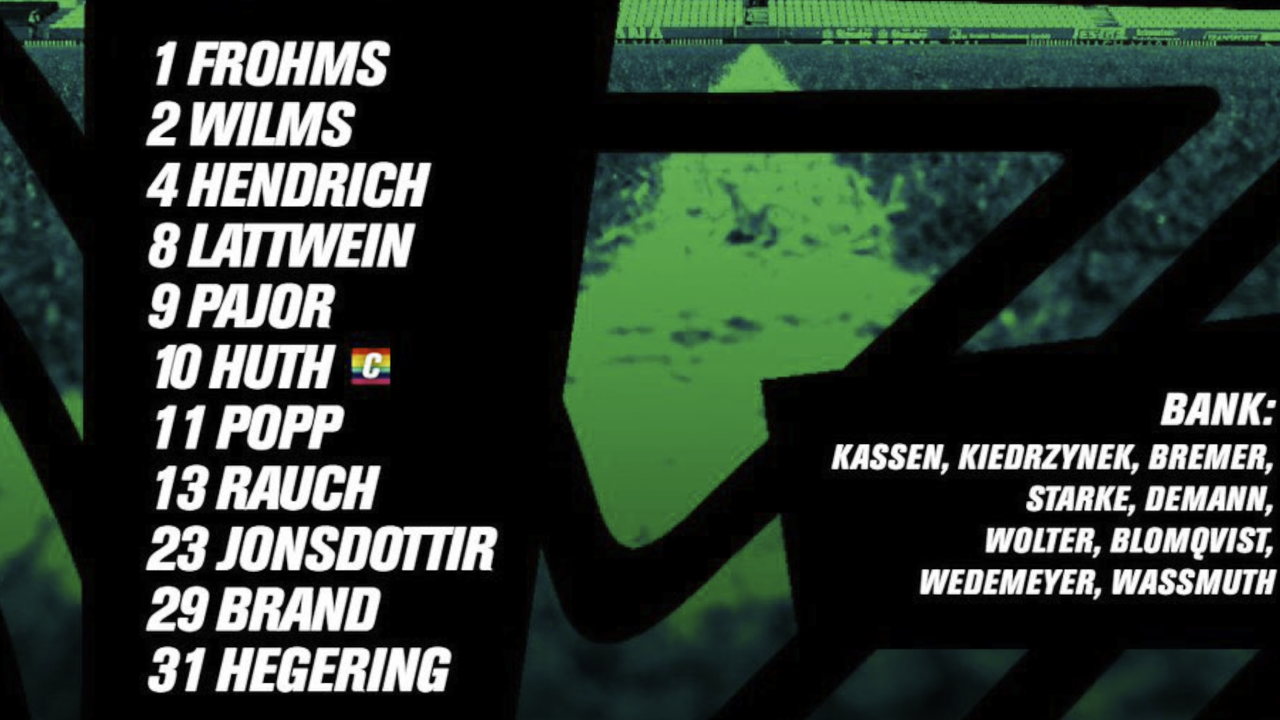 1 FROHMS
2 WILMS
4 HENDRICH
8 LATTWEIN
9 PAJOR
10 HUTH C
11 POPP
13 RAUCH
23 JONSDOTTIR
29 BRAND
31 HEGERING
BANK:
KASSEN, KIEDRZYNEK, BREMER,
STARKE, DEMANN,
WOLTER, BLOMQVIST,
WEDEMEYER, WASSMUTH